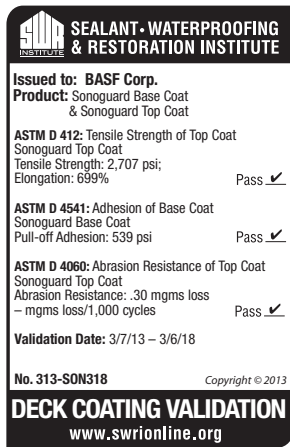 SWR
INSTITUTE
SEALANT • WATERPROOFING
& RESTORATION INSTITUTE
Issued to: BASF Corp.
Product: Sonoguard Base Coat
& Sonoguard Top Coat
ASTM D 412: Tensile Strength of Top Coat
Sonoguard Top Coat
Tensile Strength: 2,707 psi;
Elongation: 699% Pass ✔
ASTM D 4541: Adhesion of Base Coat
Sonoguard Base Coat
Pull-off Adhesion: 539 psi Pass ✔
ASTM D 4060: Abrasion Resistance of Top Coat
Sonoguard Top Coat
Abrasion Resistance: .30 mgms loss
– mgms loss/1,000 cycles Pass ✔
Validation Date: 3/7/13 – 3/6/18
No. 313-SON318 Copyright © 2013
DECK COATING VALIDATION
www.swrionline.org